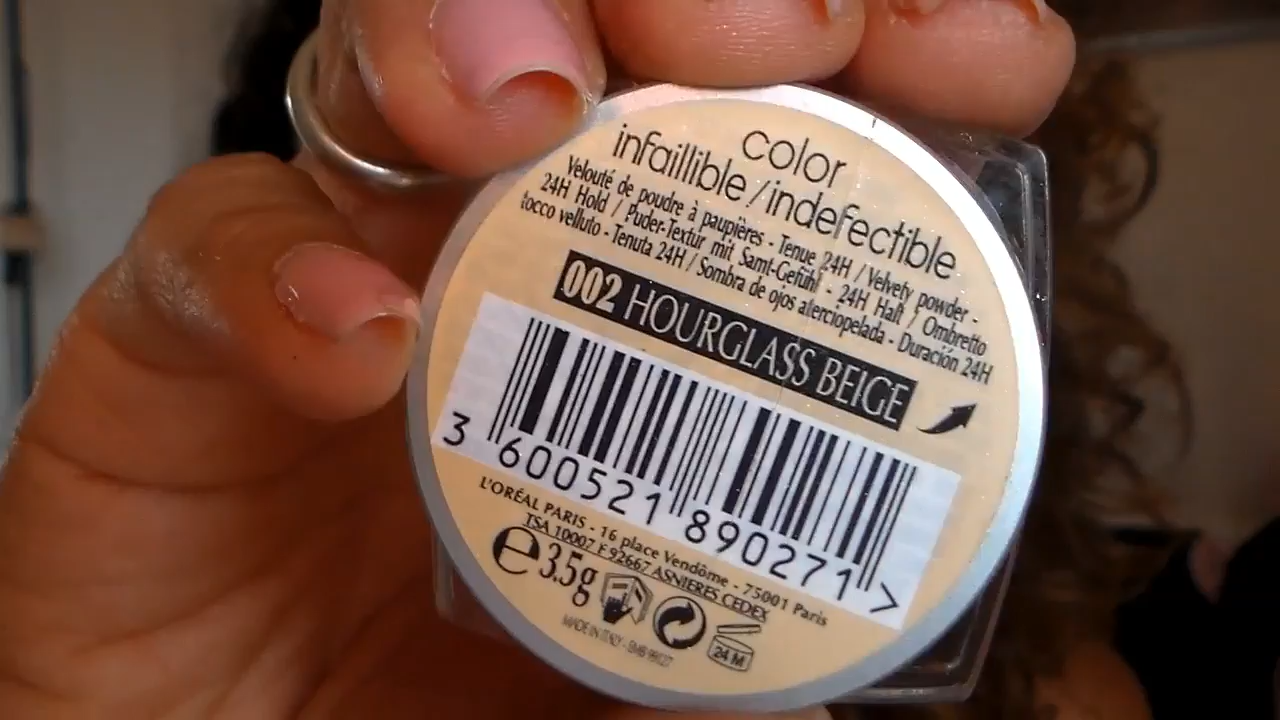 color
infaillible/indefectible
Velouté de poudre à paupières - Tenue 24H / Velvety powder -
24H Hold / Puder-Textur mit Samt-Gefühl - 24H Halt / Ombretto
tocco velluto - Tenuta 24H / Sombra de ojos aterciopelada - Duración 24H
002 HOURGLASS BEIGE
3 600521 890271 >
L'ORÉAL PARIS - 16 place Vendôme - 75001 Paris
TSA 10007 F 92667 ASNIERES CEDEX
e 3.5g
24 M
MADE IN ITALY -